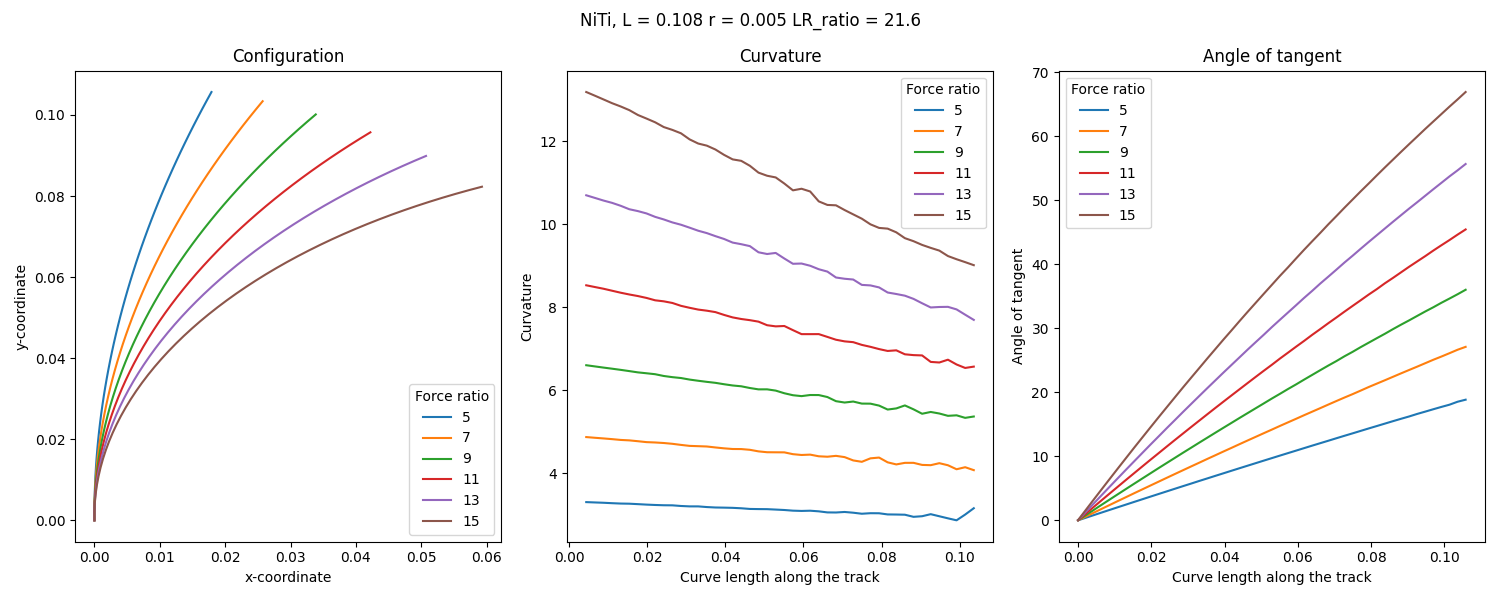 NiTi, L = 0.108 r = 0.005 LR_ratio = 21.6
Configuration
y-coordinate
0.10
0.08
0.06
0.04
0.02
0.00
0.00 0.01 0.02 0.03 0.04 0.05 0.06
x-coordinate
Force ratio
5
7
9
11
13
15
Curvature
Curvature
12
10
8
6
4
0.00 0.02 0.04 0.06 0.08 0.10
Curve length along the track
Force ratio
5
7
9
11
13
15
Angle of tangent
Angle of tangent
70
60
50
40
30
20
10
0
0.00 0.02 0.04 0.06 0.08 0.10
Curve length along the track
Force ratio
5
7
9
11
13
15